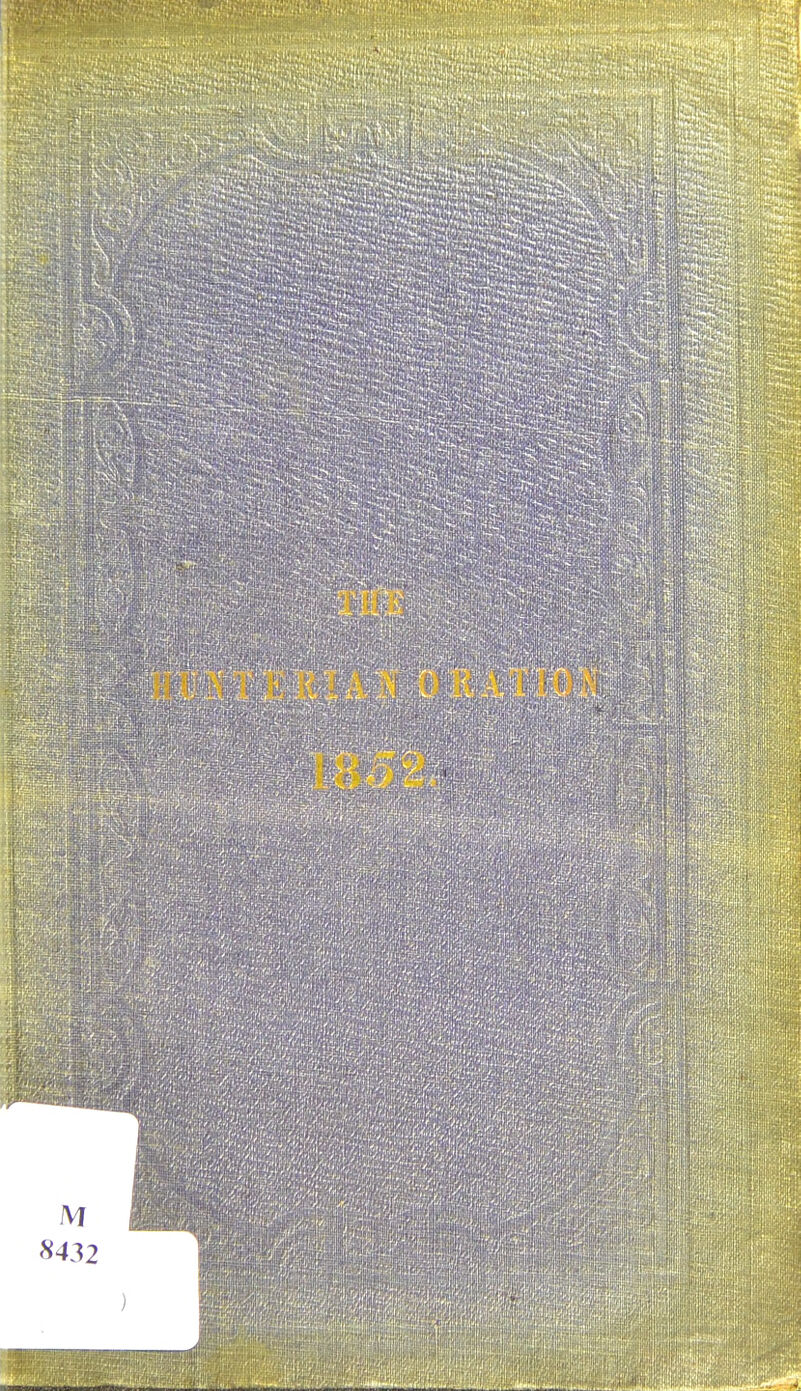 THE
HUNTERIAN ORATION
1852.
M
8432
)